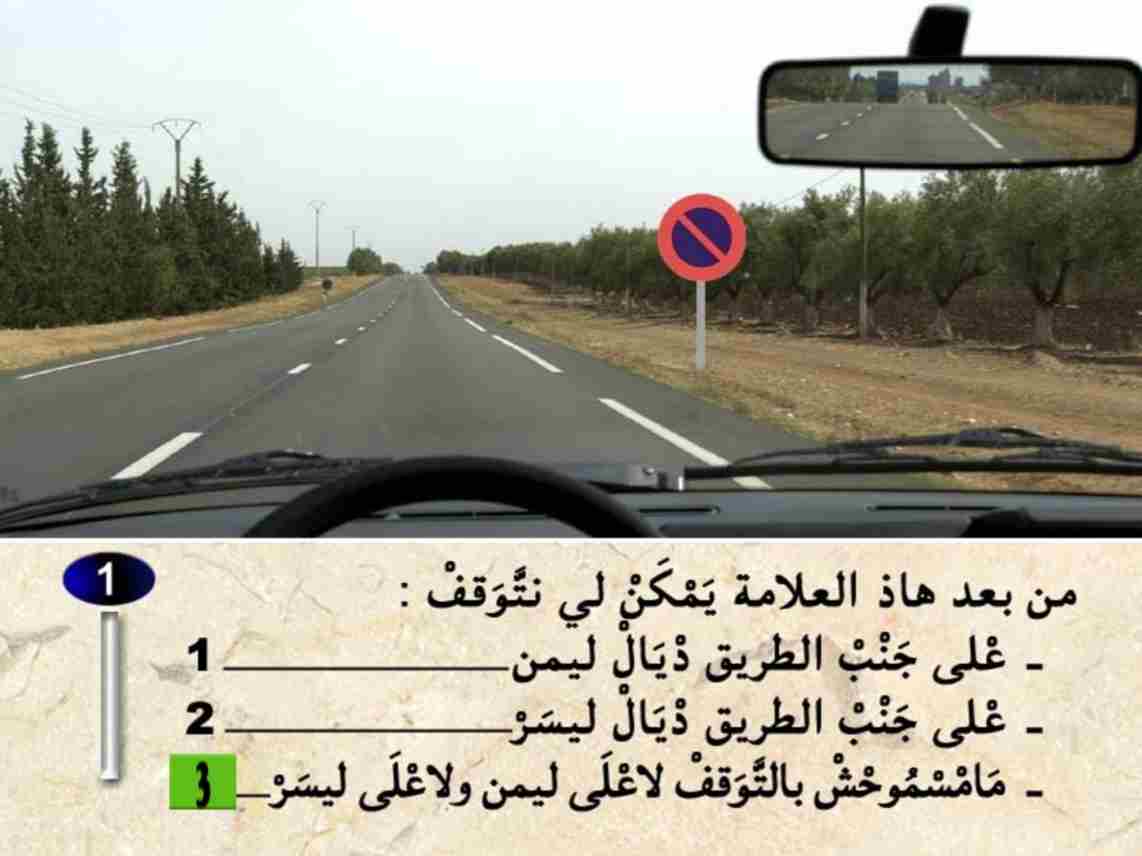 1
من بعد هاذ العلامة يَمْكَنْ لي نتَّوَقفْ :
- عْلى جَنْبْ الطريق دْيَالْ ليمن 1
- عْلى جَنْبْ الطريق دْيَالْ ليسَرْ 2
- مَامْسْمُوحْشْ بالتَّوَقفْ لاعْلَى ليمن ولاعْلَى ليسَرْ 3